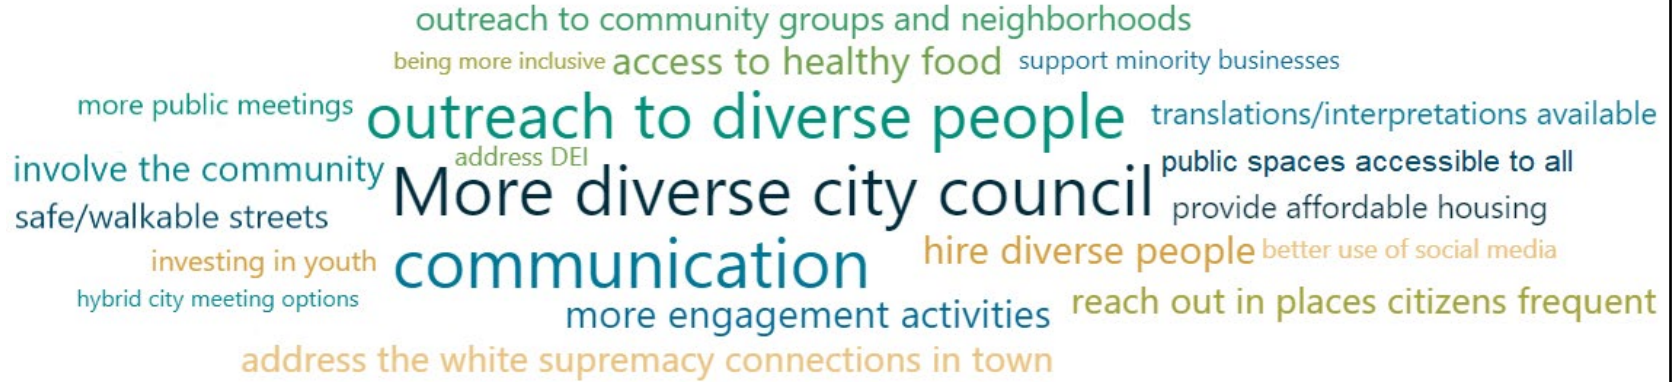 outreach to community groups and neighborhoods
being more inclusive access to healthy food support minority businesses
more public meetings outreach to diverse people translations/interpretations available
involve the community address DEI More diverse city council public spaces accessible to all
safe/walkable streets provide affordable housing
investing in youth communication hire diverse people better use of social media
hybrid city meeting options more engagement activities reach out in places citizens frequent
address the white supremacy connections in town